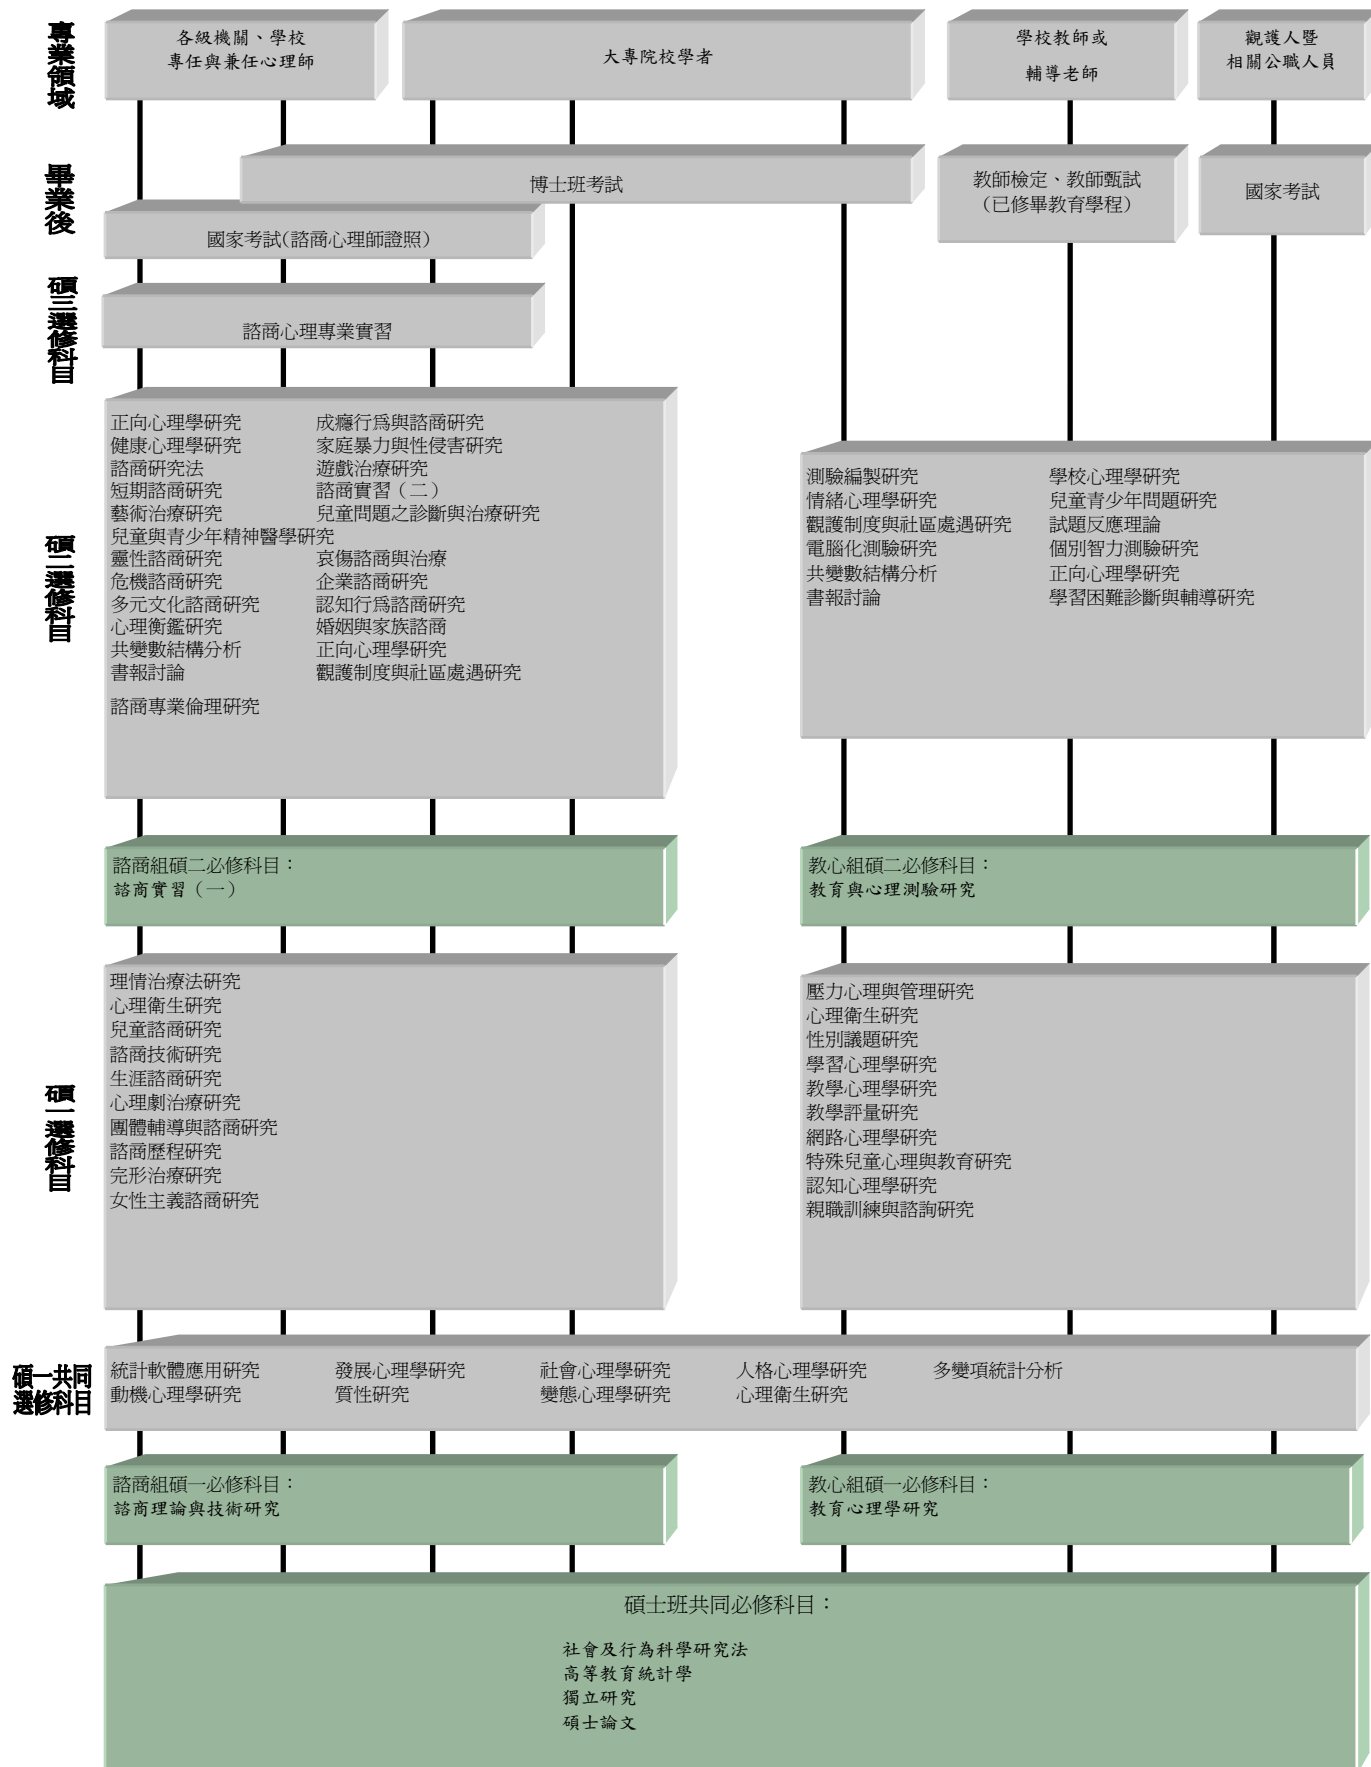 專業領域
各級機關、學校
專任與兼任心理師
大專院校學者
學校教師或
輔導老師
觀護人暨
相關公職人員
畢業後
博士班考試
教師檢定、教師甄試
（已修畢教育學程）
國家考試
國家考試(諮商心理師證照)
碩三選修科目
諮商心理專業實習
碩二選修科目
正向心理學研究 成癮行為與諮商研究
健康心理學研究 家庭暴力與性侵害研究
諮商研究法 遊戲治療研究
短期諮商研究 諮商實習（二）
藝術治療研究 兒童問題之診斷與治療研究
兒童與青少年精神醫學研究
靈性諮商研究 哀傷諮商與治療
危機諮商研究 企業諮商研究
多元文化諮商研究 認知行為諮商研究
心理衡鑑研究 婚姻與家族諮商
共變數結構分析 正向心理學研究
書報討論 觀護制度與社區處遇研究
諮商專業倫理研究
測驗編製研究 學校心理學研究
情緒心理學研究 兒童青少年問題研究
觀護制度與社區處遇研究 試題反應理論
電腦化測驗研究 個別智力測驗研究
共變數結構分析 正向心理學研究
書報討論 學習困難診斷與輔導研究
諮商組碩二必修科目：
諮商實習（一）
教心組碩二必修科目：
教育與心理測驗研究
碩一選修科目
理情治療法研究
心理衛生研究
兒童諮商研究
諮商技術研究
生涯諮商研究
心理劇治療研究
團體輔導與諮商研究
諮商歷程研究
完形治療研究
女性主義諮商研究
壓力心理與管理研究
心理衛生研究
性別議題研究
學習心理學研究
教學心理學研究
教學評量研究
網路心理學研究
特殊兒童心理與教育研究
認知心理學研究
親職訓練與諮詢研究
碩一共同
選修科目
統計軟體應用研究 發展心理學研究 社會心理學研究 人格心理學研究 多變項統計分析
動機心理學研究 質性研究 變態心理學研究 心理衛生研究
諮商組碩一必修科目：
諮商理論與技術研究
教心組碩一必修科目：
教育心理學研究
碩士班共同必修科目：
社會及行為科學研究法
高等教育統計學
獨立研究
碩士論文